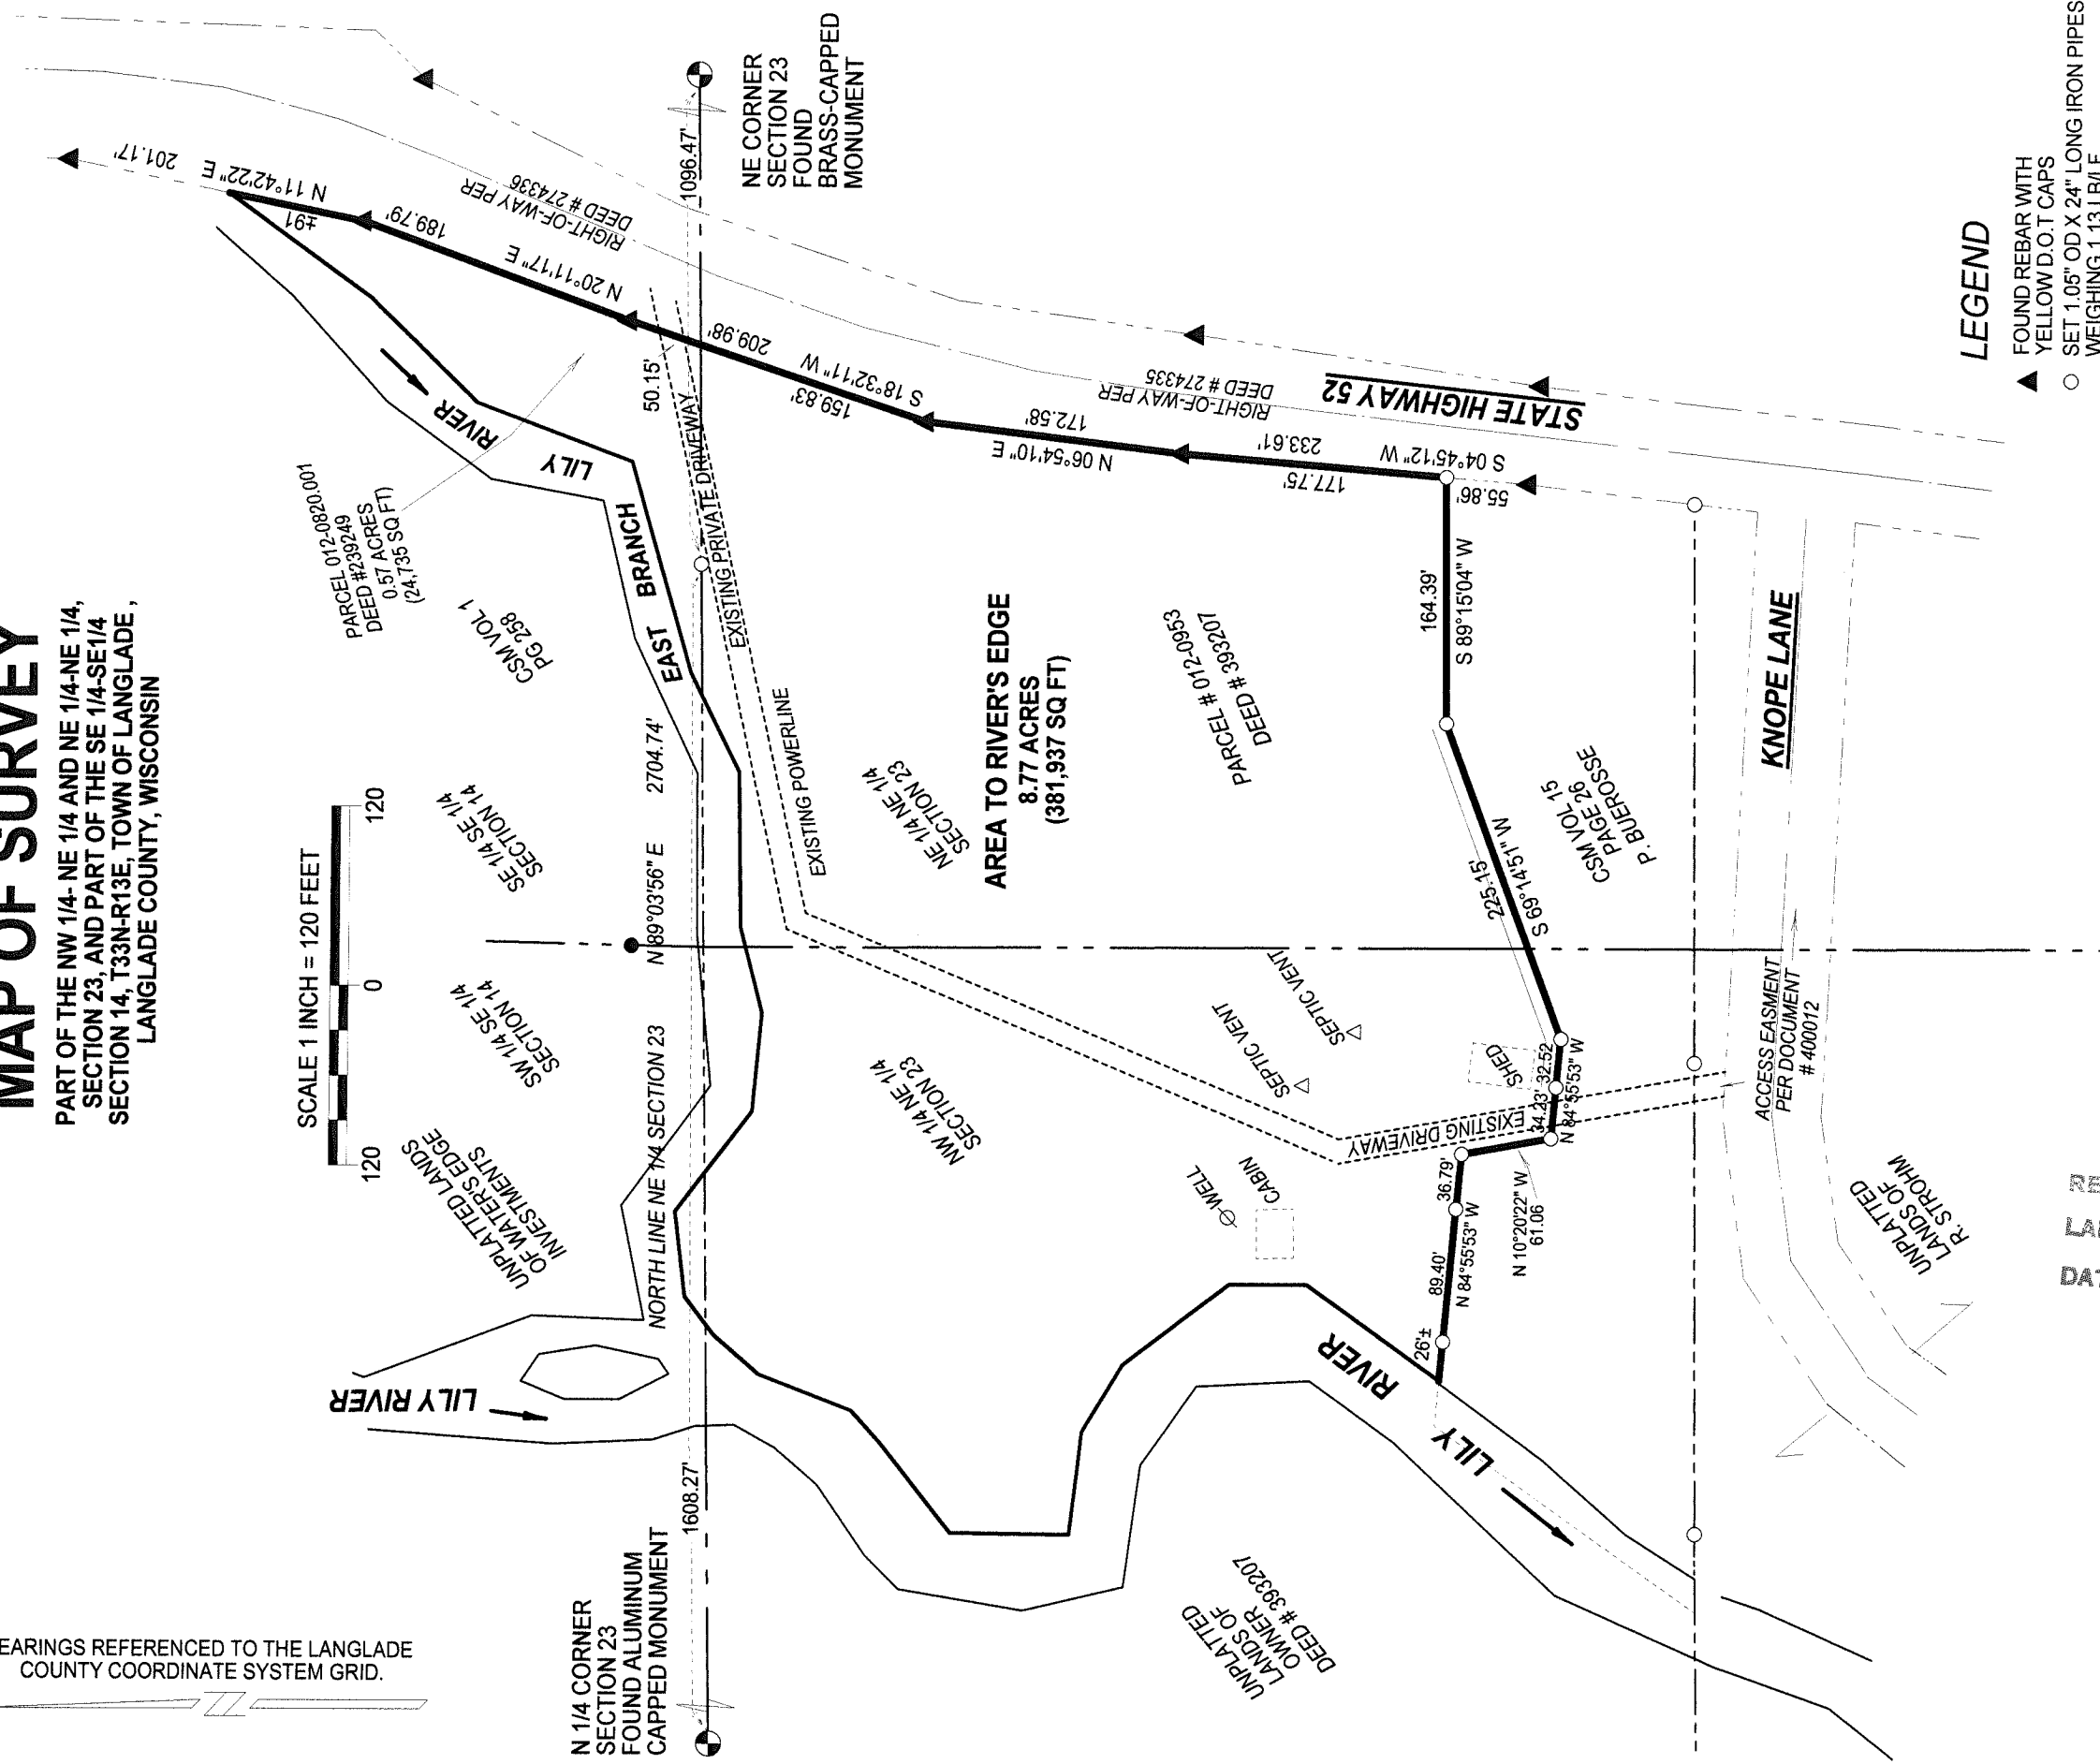 MAP OF SURVEY
PART OF THE NW 1/4- NE 1/4 AND NE 1/4-NE 1/4,
SECTION 23, AND PART OF THE SE 1/4-SE1/4
SECTION 14, T33N-R13E, TOWN OF LANGLADE ,
LANGLADE COUNTY, WISCONSIN
SCALE 1 INCH = 120 FEET
120
0
120
EARINGS REFERENCED TO THE LANGLADE
COUNTY COORDINATE SYSTEM GRID.
N 1/4 CORNER
SECTION 23
FOUND ALUMINUM
CAPPED MONUMENT
1608.27'
NORTH LINE NE 1/4 SECTION 23
N 89°03'56" E
2704.74'
1096.47'
NE CORNER
SECTION 23
FOUND
BRASS-CAPPED
MONUMENT
UNPLATTED LANDS
OF WATER'S EDGE
INVESTMENTS
SW 1/4 SE 1/4
SECTION 14
SE 1/4 SE 1/4
SECTION 14
CSM VOL 1
PG 258
PARCEL 012-0820.001
DEED #239249
0.57 ACRES
(24,735 SQ FT)
LILY RIVER
EAST BRANCH
LILY
RIVER
201.17'
N 11°42'22" E
±91
189.79'
N 20°11'17" E
RIGHT-OF-WAY PER
DEED # 274336
50.15'
209.98'
S 18°32'11" W
159.83'
172.58'
N 06°54'10" E
RIGHT-OF-WAY PER
DEED # 274335
STATE HIGHWAY 52
233.61'
S 04°45'12" W
177.75'
55.86'
EXISTING PRIVATE DRIVEWAY
EXISTING POWERLINE
NE 1/4 NE 1/4
SECTION 23
NW 1/4 NE 1/4
SECTION 23
AREA TO RIVER'S EDGE
8.77 ACRES
(381,937 SQ FT)
PARCEL # 012-0953
DEED # 393207
164.39'
S 89°15'04" W
225.15'
S 69°14'51" W
CSM VOL 15
PAGE 26
P. BUEROSSE
SEPTIC VENT
SEPTIC VENT
SHED
WELL
CABIN
EXISTING DRIVEWAY
32.52
34.23'
N 84°55'53" W
N 10°20'22" W
61.06
36.79'
89.40'
N 84°55'53" W
26'±
LILY
RIVER
UNPLATTED
LANDS OF
OWNER
DEED # 393207
KNOPE LANE
ACCESS EASMENT
PER DOCUMENT
# 400012
UNPLATTED
LANDS OF
R. STROHM
LEGEND
FOUND REBAR WITH
YELLOW D.O.T CAPS
SET 1.05" OD X 24" LONG IRON PIPES
WEIGHING 1.13 LB/LF